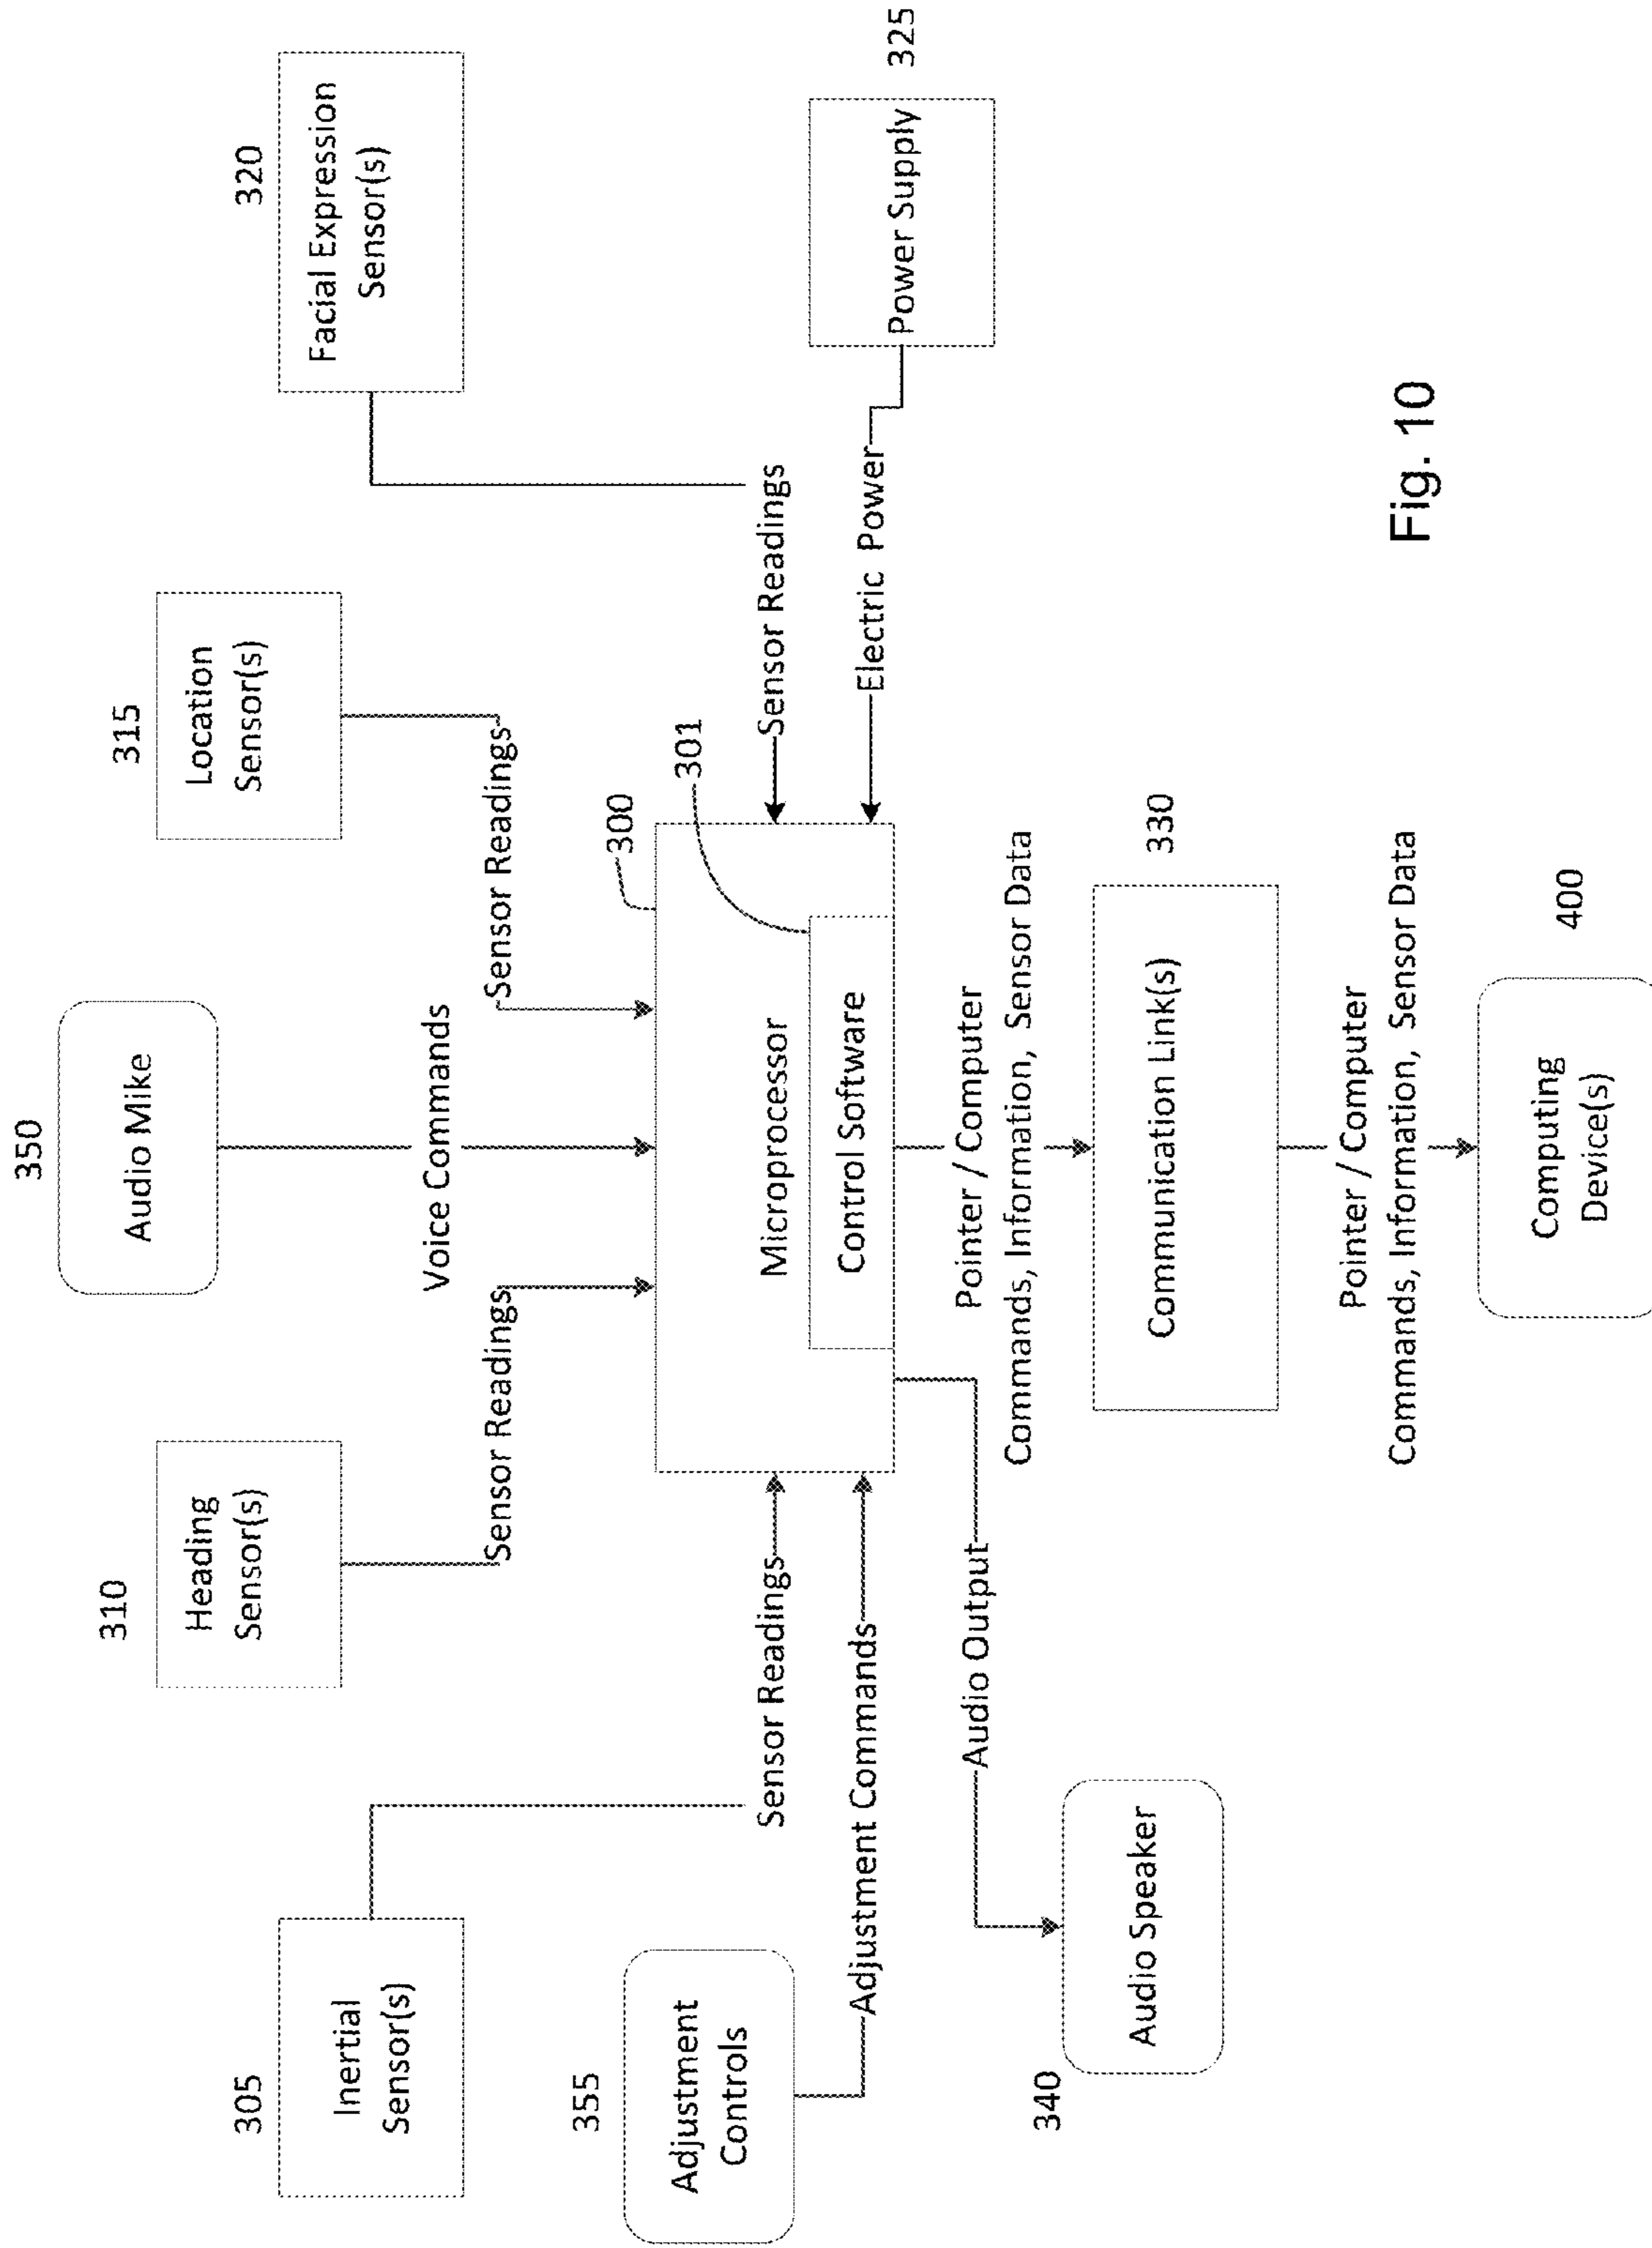 350
Audio Mike
Voice Commands
310
Heading
Sensor(s)
Sensor Readings
315
Location
Sensor(s)
Sensor Readings
305
Inertial
Sensor(s)
Sensor Readings
320
Facial Expression
Sensor(s)
Sensor Readings
355
Adjustment
Controls
Adjustment Commands
300
Microprocessor
301
Control Software
Electric Power
Power Supply
325
Audio Output
340
Audio Speaker
Pointer / Computer
Commands, Information, Sensor Data
330
Communication Link(s)
Pointer / Computer
Commands, Information, Sensor Data
400
Computing
Device(s)
Fig. 10